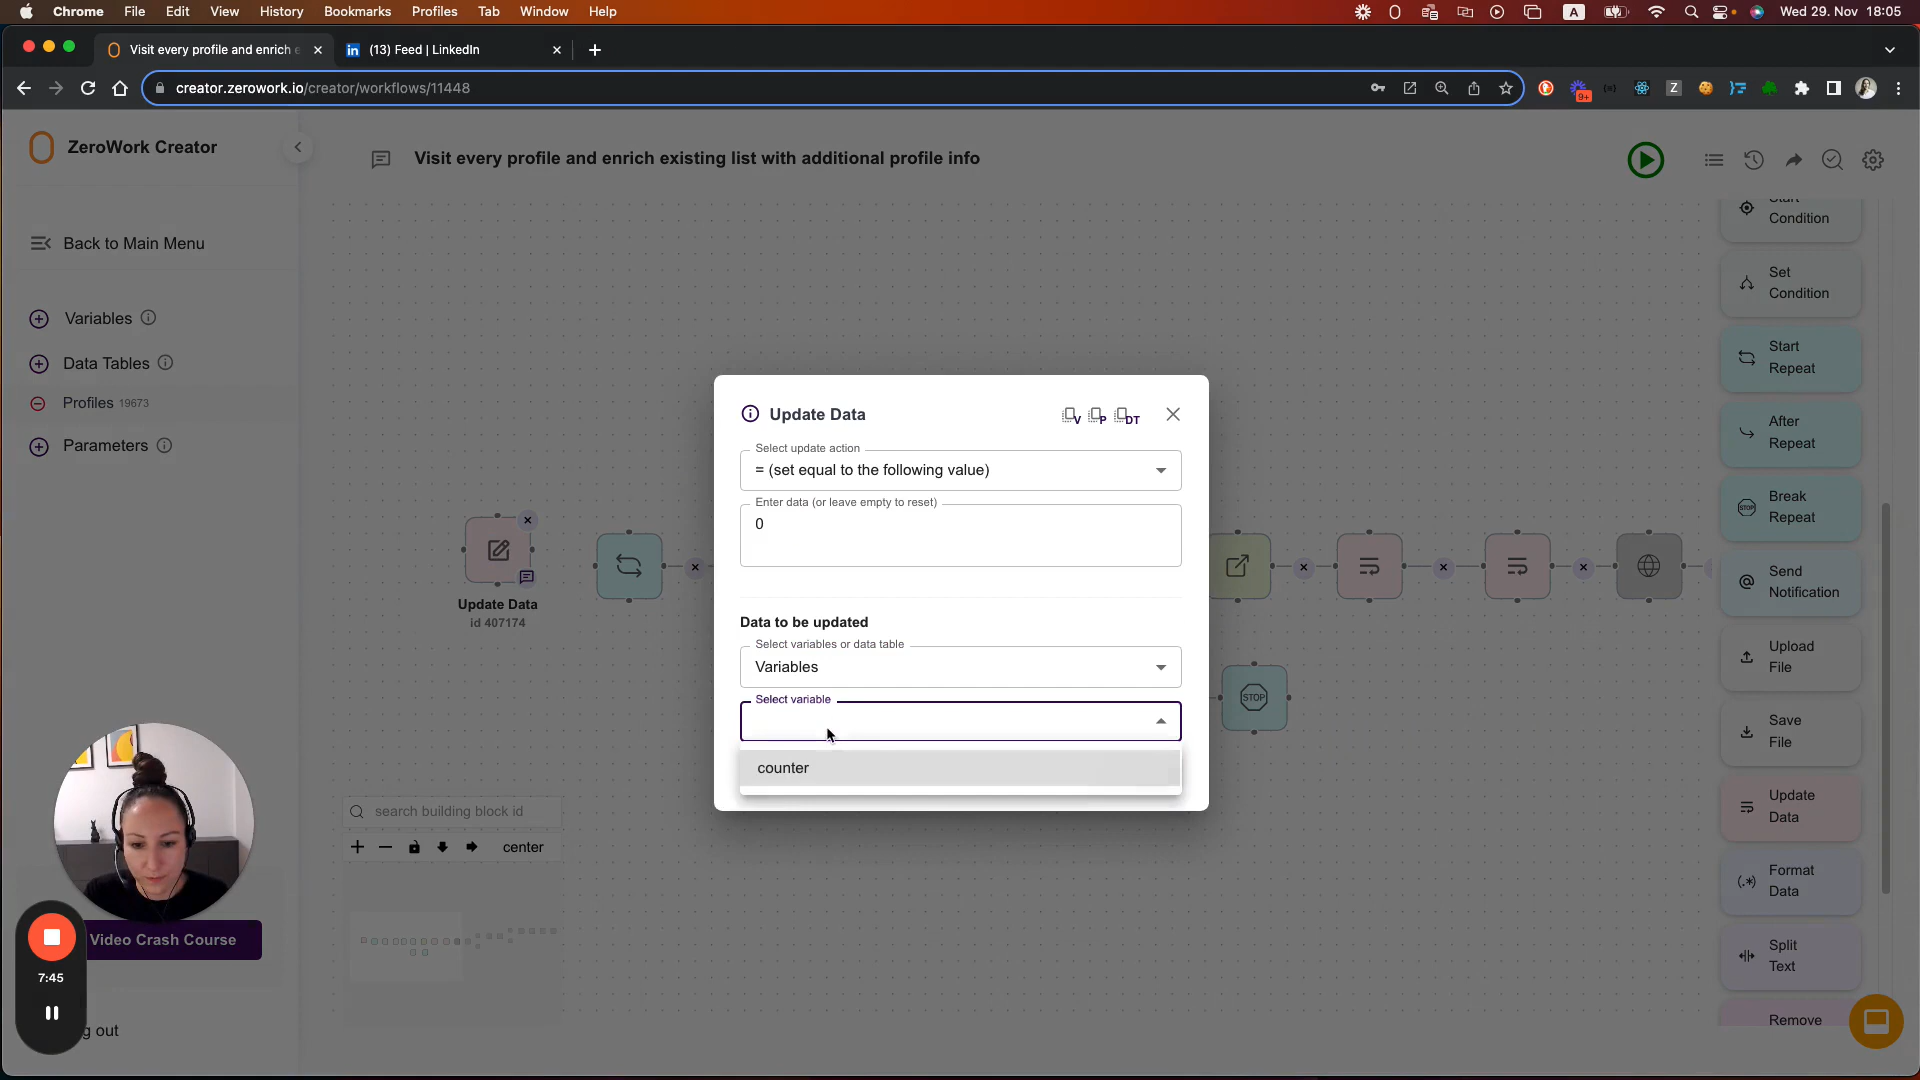 Chrome File Edit View History Bookmarks Profiles Tab Window Help
A
Wed 29. Nov 18:05
Visit every profile and enrich e
(13) Feed | LinkedIn
creator.zerowork.io/creator/workflows/11448
9+
Z
ZeroWork Creator
Visit every profile and enrich existing list with additional profile info
Back to Main Menu
Variables
Data Tables
Profiles 19673
Parameters
Update Data
id 407174
Update Data
V
P
DT
Select update action
= (set equal to the following value)
Enter data (or leave empty to reset)
0
Data to be updated
Select variables or data table
Variables
Select variable
counter
STOP
search building block id
center
Start
Condition
Set
Condition
Start
Repeat
After
Repeat
STOP
Break
Repeat
Send
Notification
Upload
File
Save
File
Update
Data
Format
Data
Split
Text
Remove
Video Crash Course
7:45
g out